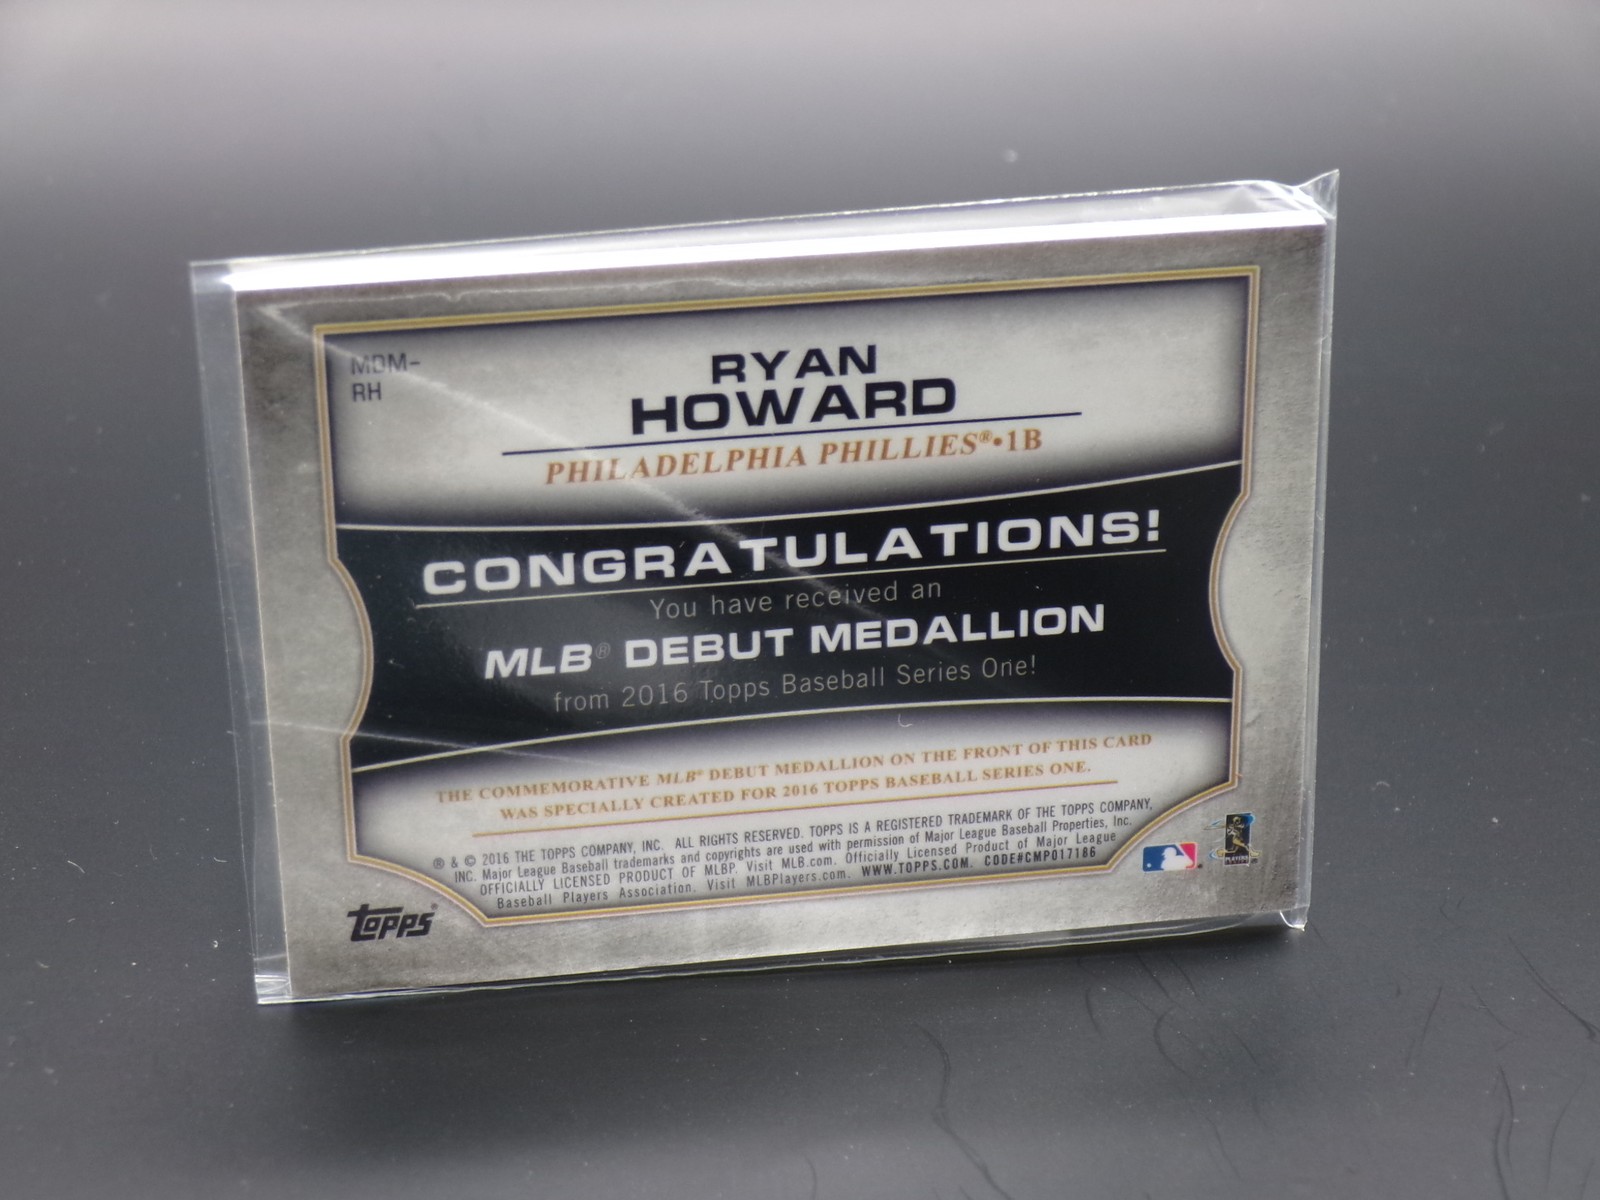 MDM-
RH
RYAN
HOWARD
PHILADELPHIA PHILLIES®•1B
CONGRATULATIONS!
You have received an
MLB® DEBUT MEDALLION
from 2016 Topps Baseball Series One!
THE COMMEMORATIVE MLB® DEBUT MEDALLION ON THE FRONT OF THIS CARD
WAS SPECIALLY CREATED FOR 2016 TOPPS BASEBALL SERIES ONE.
® & © 2016 THE TOPPS COMPANY, INC. ALL RIGHTS RESERVED. TOPPS IS A REGISTERED TRADEMARK OF THE TOPPS COMPANY,
INC. Major League Baseball trademarks and copyrights are used with permission of Major League Baseball Properties, Inc.
OFFICIALLY LICENSED PRODUCT OF MLBP. Visit MLB.com. Officially Licensed Product of Major League
Baseball Players Association. Visit MLBPlayers.com. WWW.TOPPS.COM. CODE#CMP017186
topps®
PLAYERS